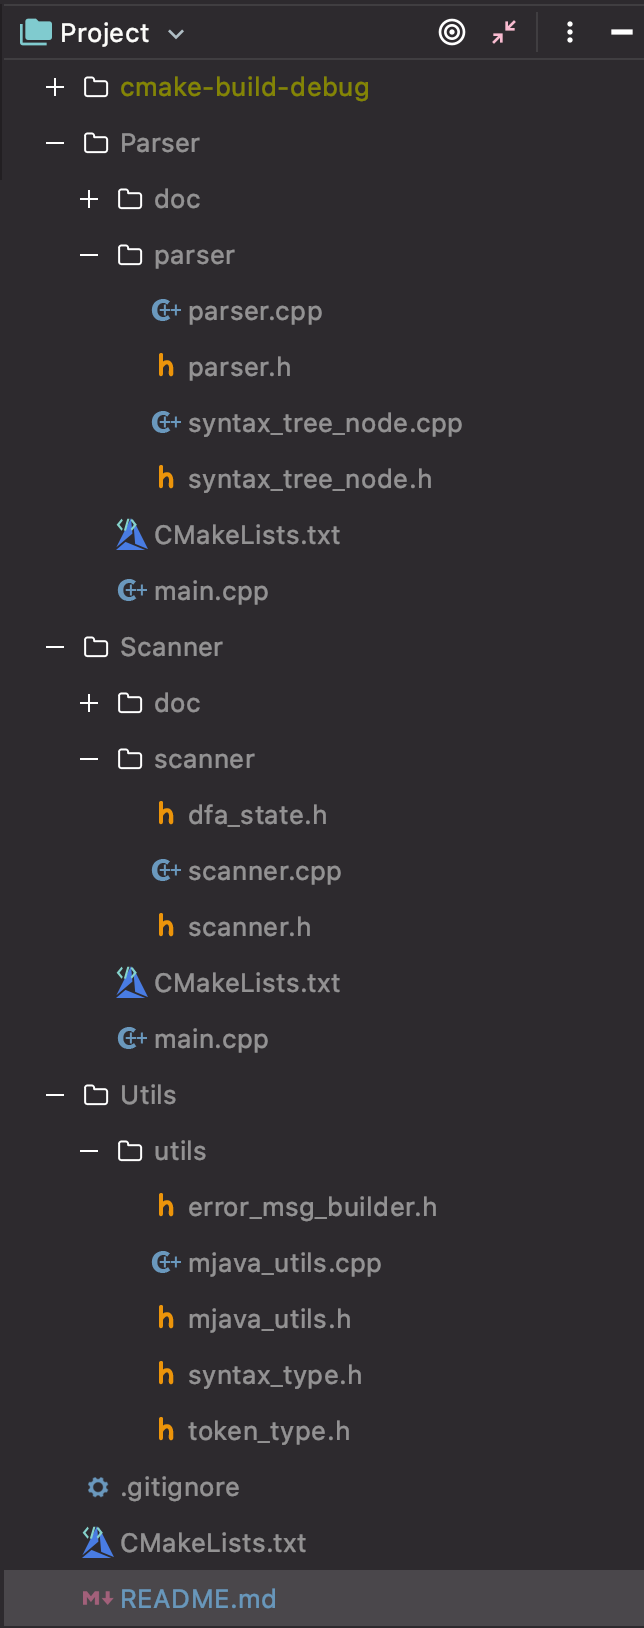 Project
cmake-build-debug
Parser
doc
parser
parser.cpp
parser.h
syntax_tree_node.cpp
syntax_tree_node.h
CMakeLists.txt
main.cpp
Scanner
doc
scanner
dfa_state.h
scanner.cpp
scanner.h
CMakeLists.txt
main.cpp
Utils
utils
error_msg_builder.h
mjava_utils.cpp
mjava_utils.h
syntax_type.h
token_type.h
.gitignore
CMakeLists.txt
README.md